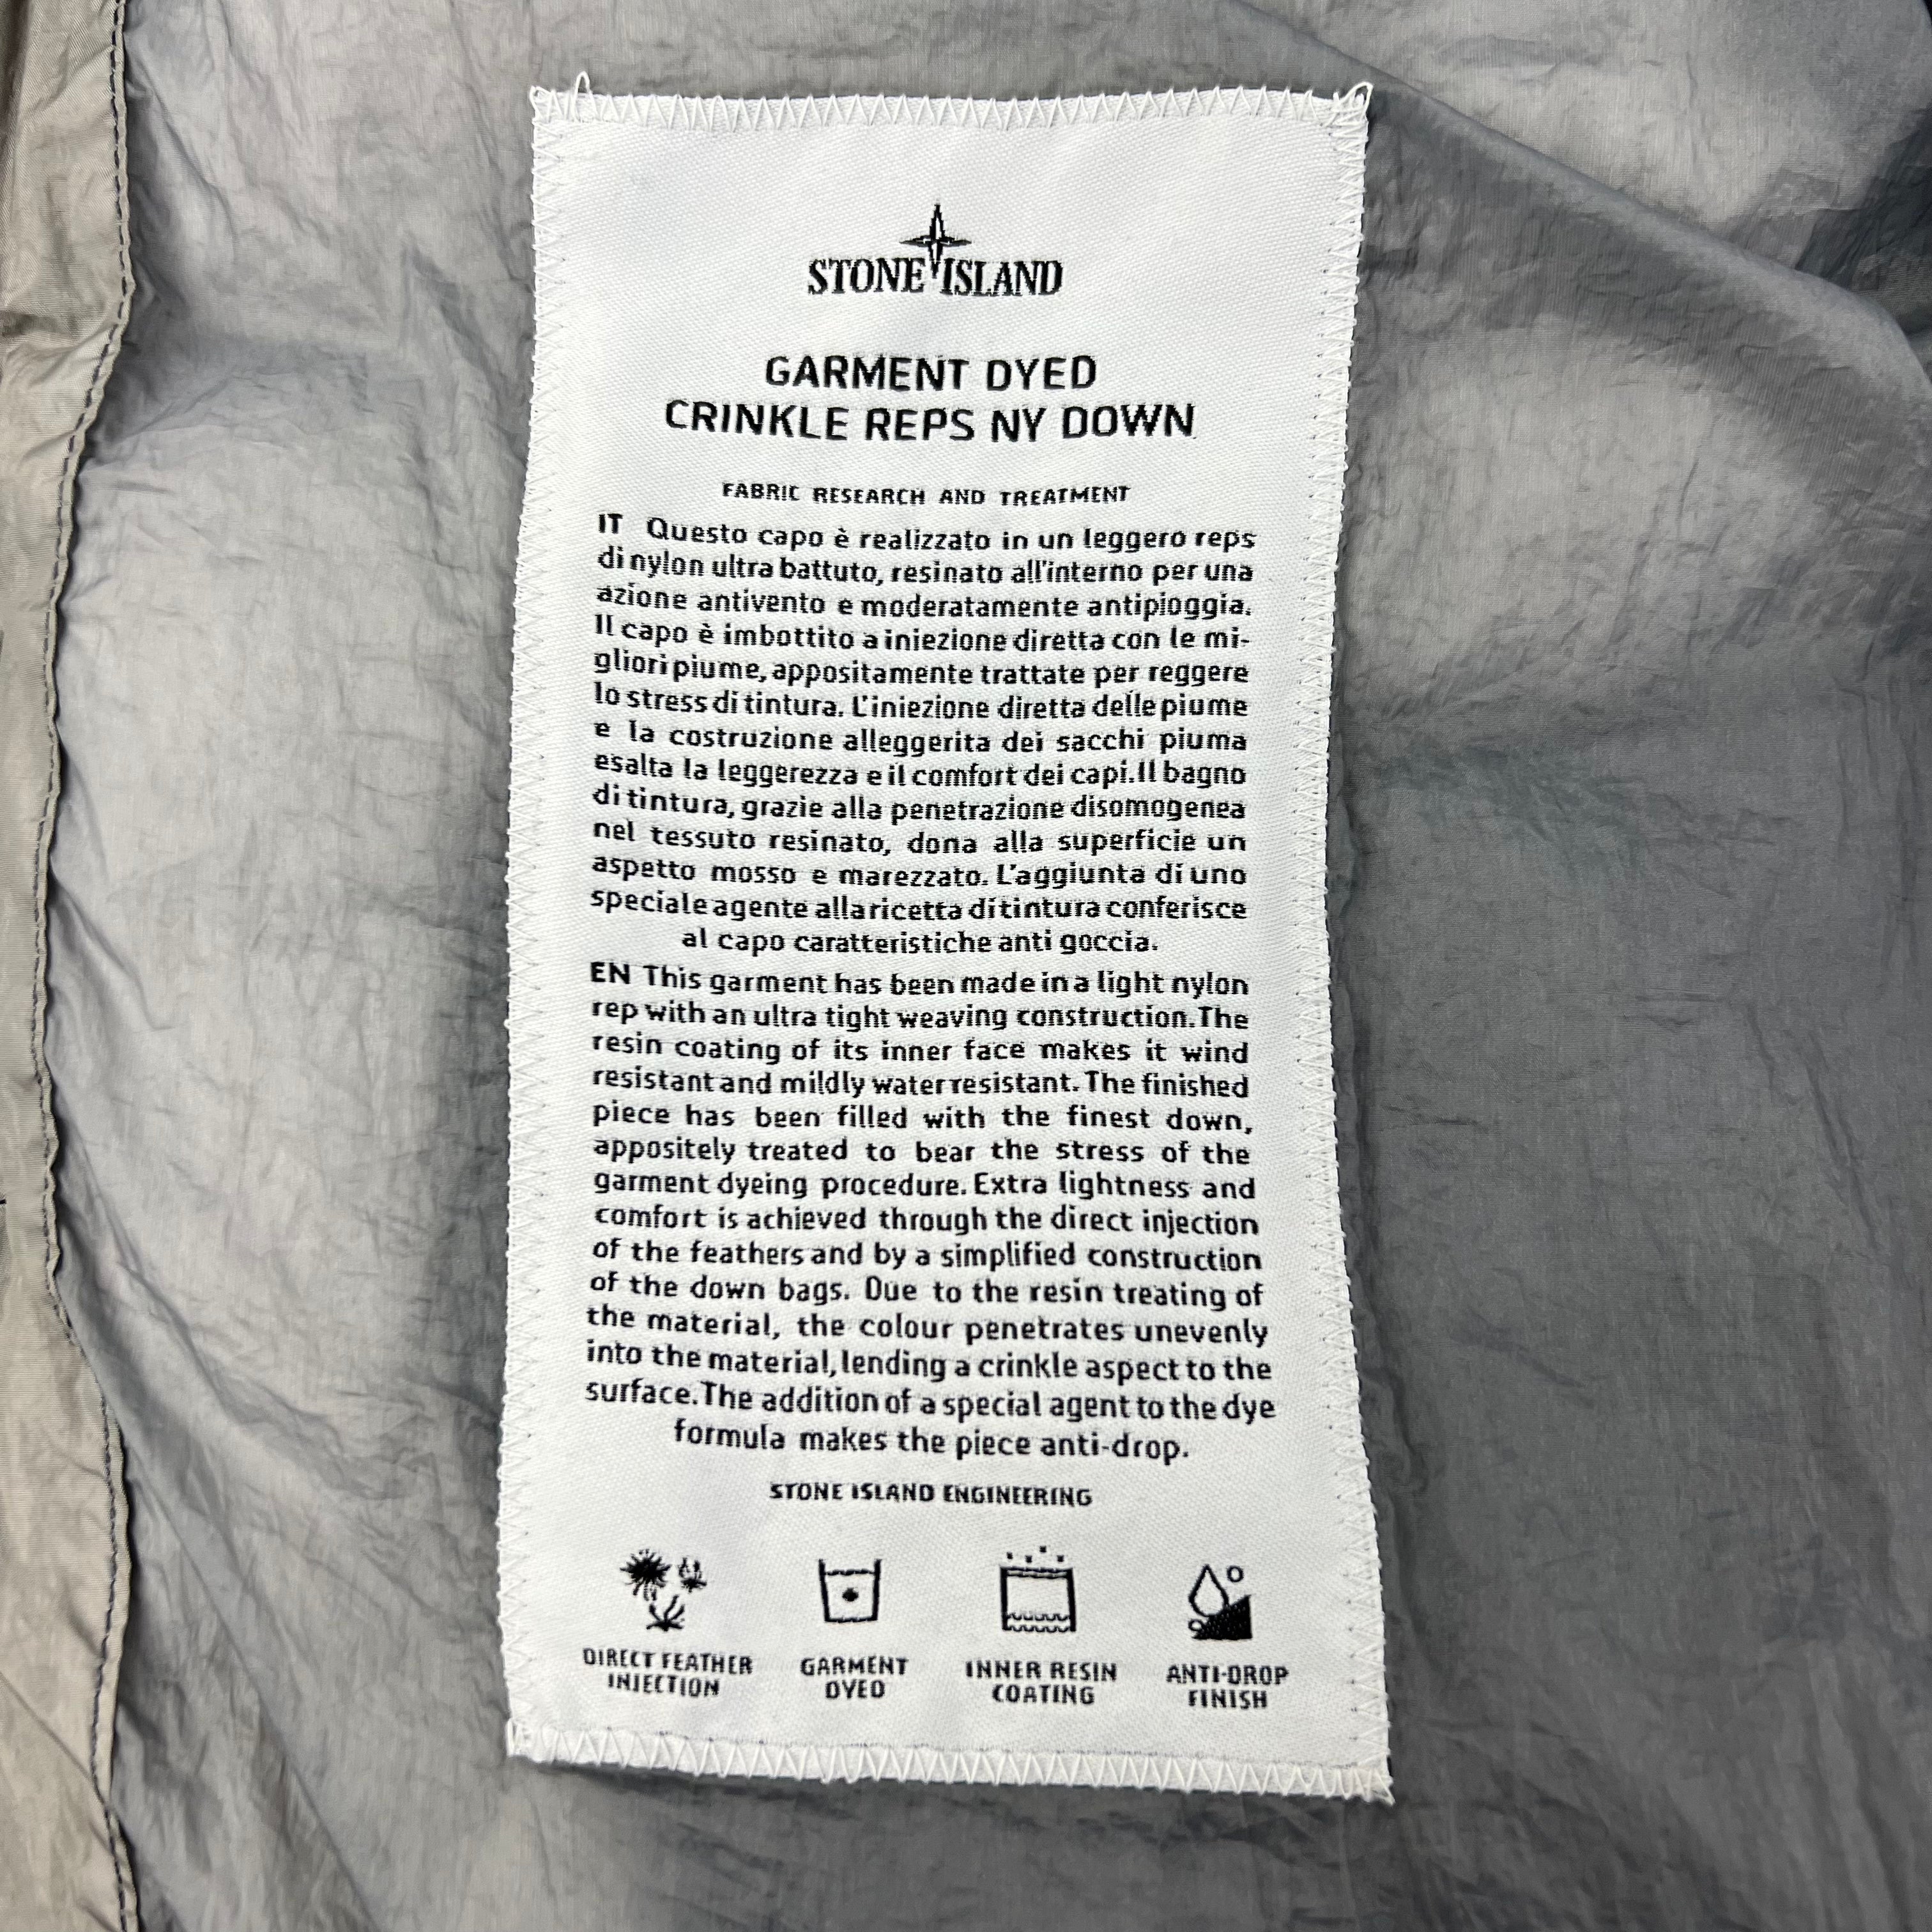 STONE ISLAND
GARMENT DYED
CRINKLE REPS NY DOWN
FABRIC RESEARCH AND TREATMENT
IT Questo capo è realizzato in un leggero reps
di nylon ultra battuto, resinato all'interno per una
azione antivento e moderatamente antipioggia.
Il capo è imbottito a iniezione diretta con le mi-
gliori piume, appositamente trattate per reggere
lo stress di tintura. L'iniezione diretta delle piume
e la costruzione alleggerita dei sacchi piuma
esalta la leggerezza e il comfort dei capi. Il bagno
di tintura, grazie alla penetrazione disomogenea
nel tessuto resinato, dona alla superficie un
aspetto mosso e marezzato. L'aggiunta di uno
speciale agente alla ricetta di tintura conferisce
al capo caratteristiche anti goccia.
EN This garment has been made in a light nylon
rep with an ultra tight weaving construction. The
resin coating of its inner face makes it wind
resistant and mildly water resistant. The finished
piece has been filled with the finest down,
appositely treated to bear the stress of the
garment dyeing procedure. Extra lightness and
comfort is achieved through the direct injection
of the feathers and by a simplified construction
of the down bags. Due to the resin treating of
the material, the colour penetrates unevenly
into the material, lending a crinkle aspect to the
surface. The addition of a special agent to the dye
formula makes the piece anti-drop.
STONE ISLAND ENGINEERING
DIRECT FEATHER
INJECTION
GARMENT
DYED
INNER RESIN
COATING
ANTI-DROP
FINISH